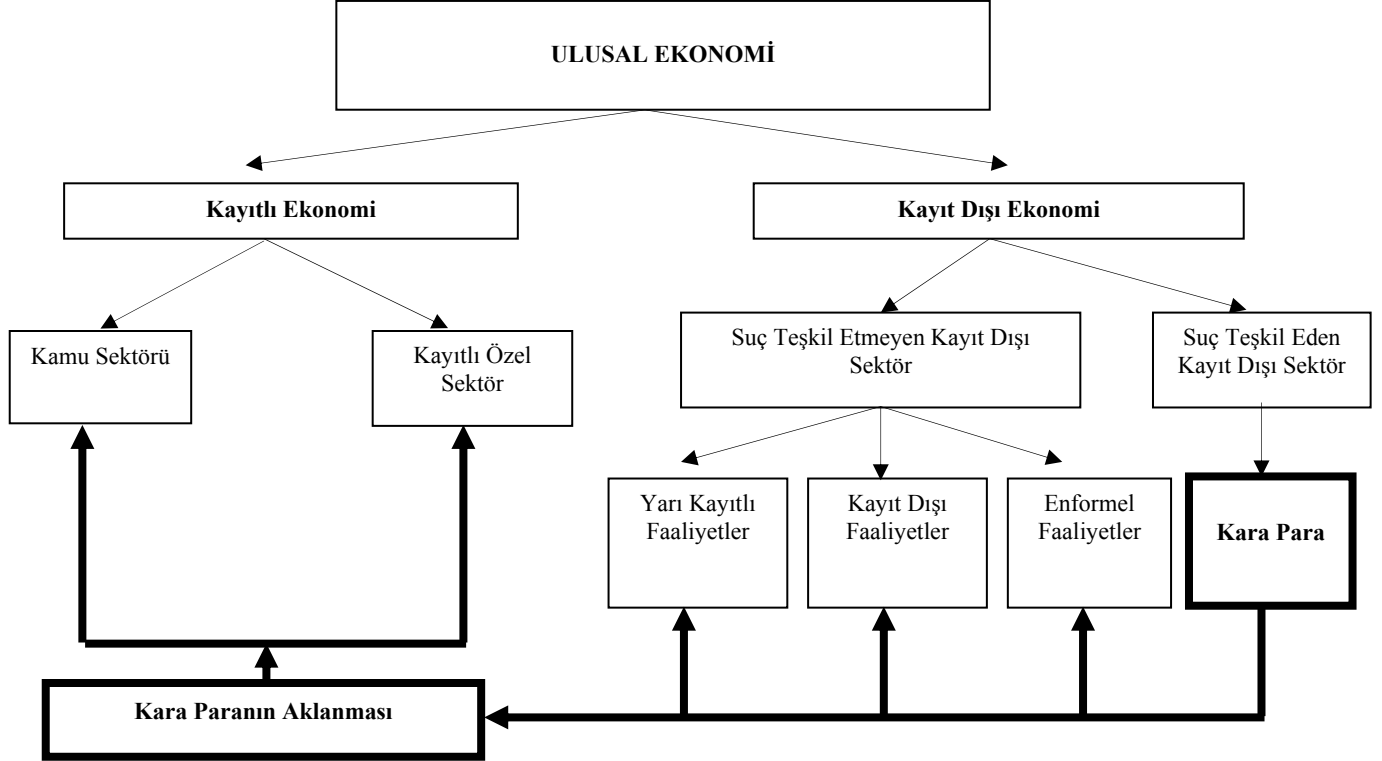 ULUSAL EKONOMİ
Kayıtlı Ekonomi
Kayıt Dışı Ekonomi
Kamu Sektörü
Kayıtlı Özel
Sektör
Suç Teşkil Etmeyen Kayıt Dışı
Sektör
Suç Teşkil Eden
Kayıt Dışı Sektör
Yarı Kayıtlı
Faaliyetler
Kayıt Dışı
Faaliyetler
Enformel
Faaliyetler
Kara Para
Kara Paranın Aklanması